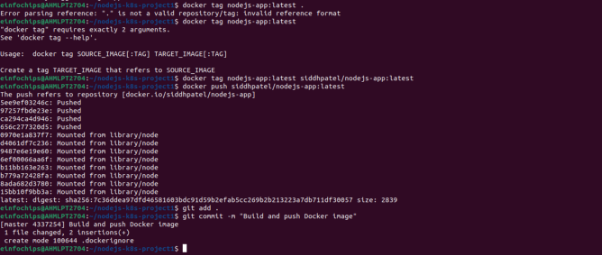 einfochips@AHMLPT2704:~/nodejs-k8s-project1$ docker tag nodejs-app:latest .
Error parsing reference: "." is not a valid repository/tag: invalid reference format
einfochips@AHMLPT2704:~/nodejs-k8s-project1$ docker tag nodejs-app:latest
"docker tag" requires exactly 2 arguments.
See 'docker tag --help'.
Usage:  docker tag SOURCE_IMAGE[:TAG] TARGET_IMAGE[:TAG]
Create a tag TARGET_IMAGE that refers to SOURCE_IMAGE
einfochips@AHMLPT2704:~/nodejs-k8s-project1$ docker tag nodejs-app:latest siddhpatel/nodejs-app:latest
einfochips@AHMLPT2704:~/nodejs-k8s-project1$ docker push siddhpatel/nodejs-app:latest
The push refers to repository [docker.io/siddhpatel/nodejs-app]
5ee9ef03246c: Pushed
97257fbde23e: Pushed
ca294ca4d946: Pushed
656c277320d5: Pushed
0970e1a837f7: Mounted from library/node
d4061df7c236: Mounted from library/node
9487e6e19e60: Mounted from library/node
6ef00066aa6f: Mounted from library/node
b11bb163e263: Mounted from library/node
b779a72428fa: Mounted from library/node
8ada682d3780: Mounted from library/node
15bb10f9bb3a: Mounted from library/node
latest: digest: sha256:7c36ddea97dfd46581603bdc91d59b2efab5cc269b2b213223a7db711df30057 size: 2839
einfochips@AHMLPT2704:~/nodejs-k8s-project1$ git add .
einfochips@AHMLPT2704:~/nodejs-k8s-project1$ git commit -m "Build and push Docker image"
[master 4337254] Build and push Docker image
 1 file changed, 2 insertions(+)
 create mode 100644 .dockerignore
einfochips@AHMLPT2704:~/nodejs-k8s-project1$